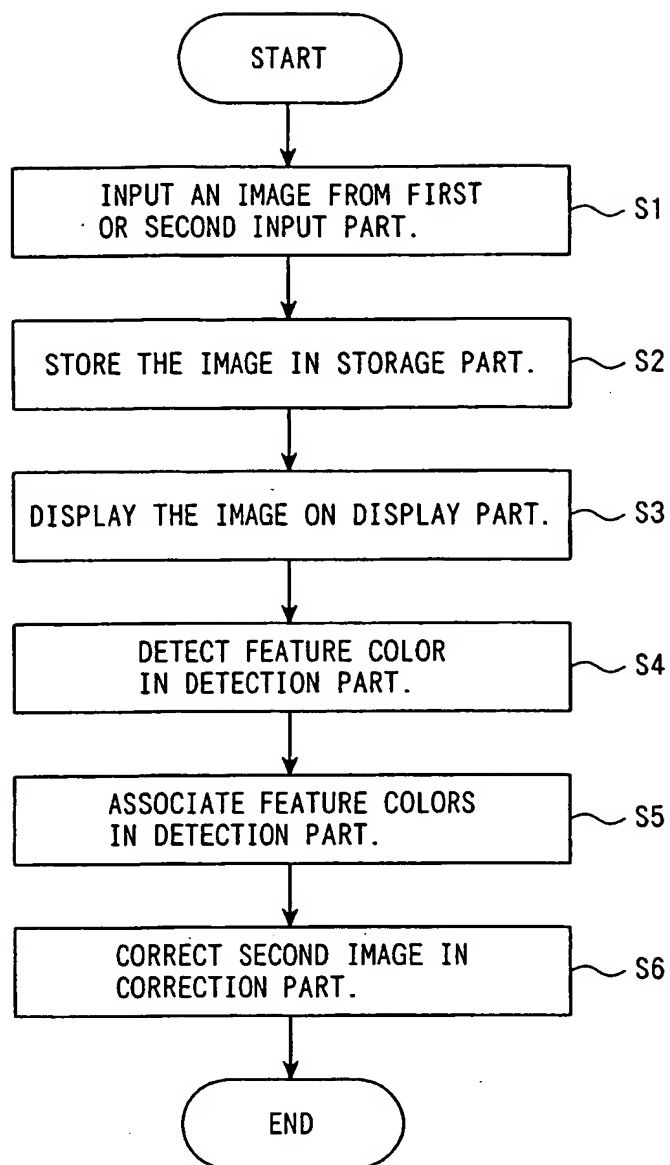 START
INPUT AN IMAGE FROM FIRST
OR SECOND INPUT PART.
S1
STORE THE IMAGE IN STORAGE PART.
S2
DISPLAY THE IMAGE ON DISPLAY PART.
S3
DETECT FEATURE COLOR
IN DETECTION PART.
S4
ASSOCIATE FEATURE COLORS
IN DETECTION PART.
S5
CORRECT SECOND IMAGE IN
CORRECTION PART.
S6
END